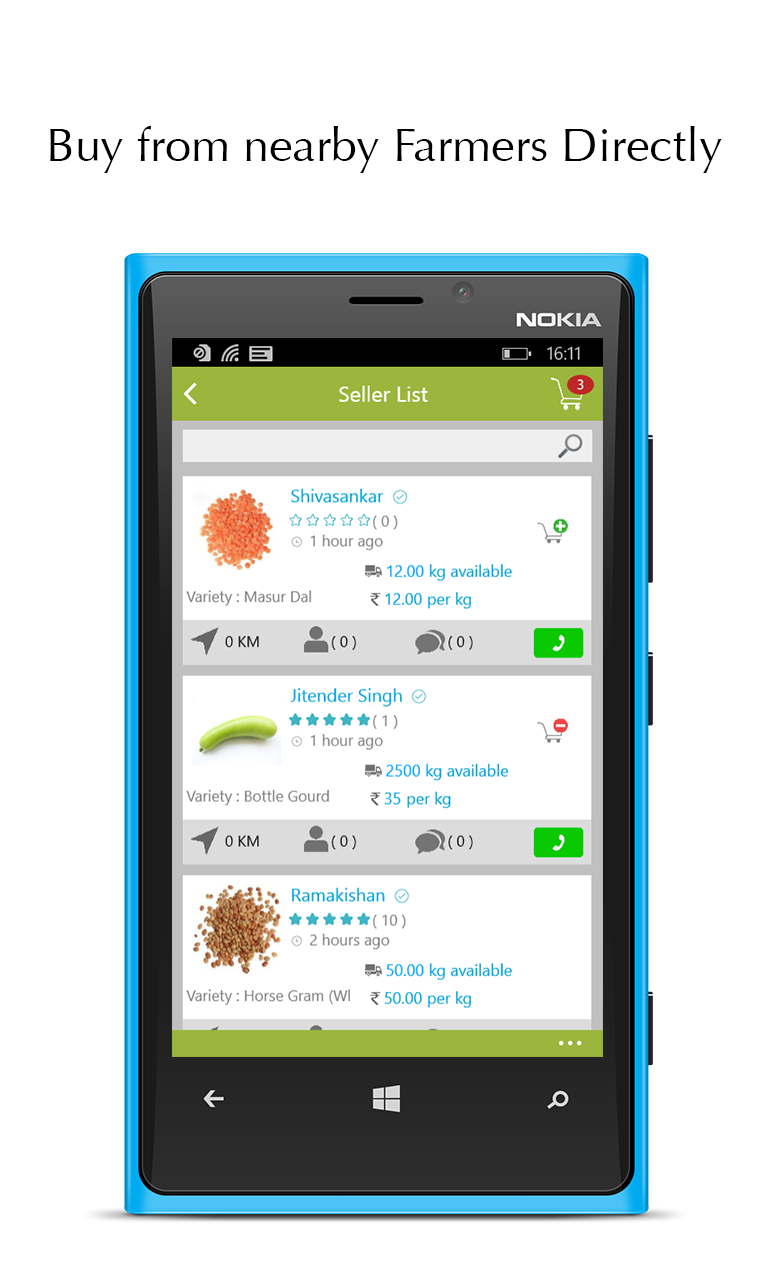 Buy from nearby Farmers Directly
NOKIA
16:11
Seller List
3
Shivasankar
( 0 )
1 hour ago
12.00 kg available
Variety : Masur Dal
₹ 12.00 per kg
0 KM
( 0 )
( 0 )
Jitender Singh
( 1 )
1 hour ago
2500 kg available
Variety : Bottle Gourd
₹ 35 per kg
0 KM
( 0 )
( 0 )
Ramakishan
( 10 )
2 hours ago
50.00 kg available
Variety : Horse Gram (Wl
₹ 50.00 per kg